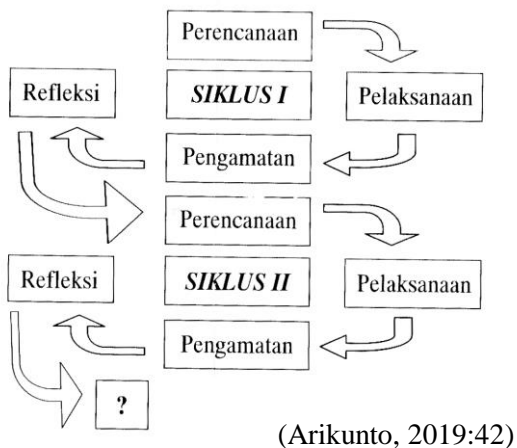 Perencanaan
Refleksi
SIKLUS I
Pelaksanaan
Pengamatan
Perencanaan
Refleksi
SIKLUS II
Pelaksanaan
Pengamatan
?
(Arikunto, 2019:42)